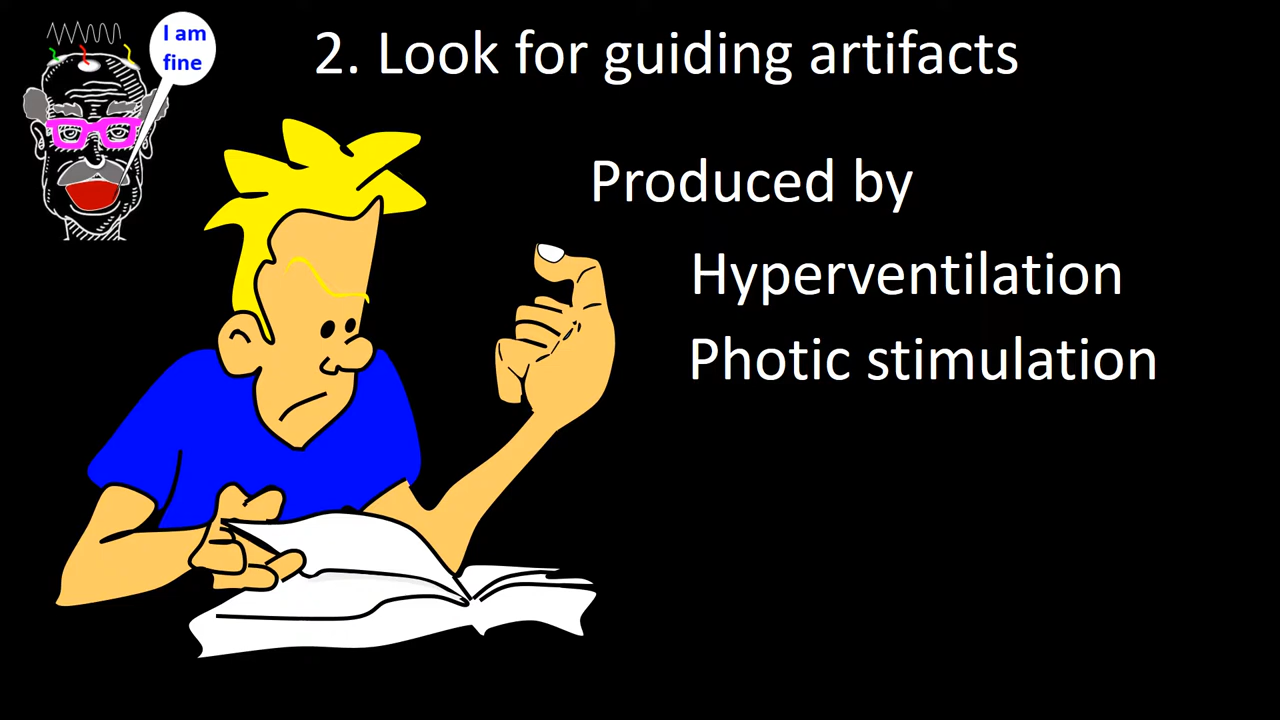 I am
fine
2. Look for guiding artifacts
Produced by
Hyperventilation
Photic stimulation